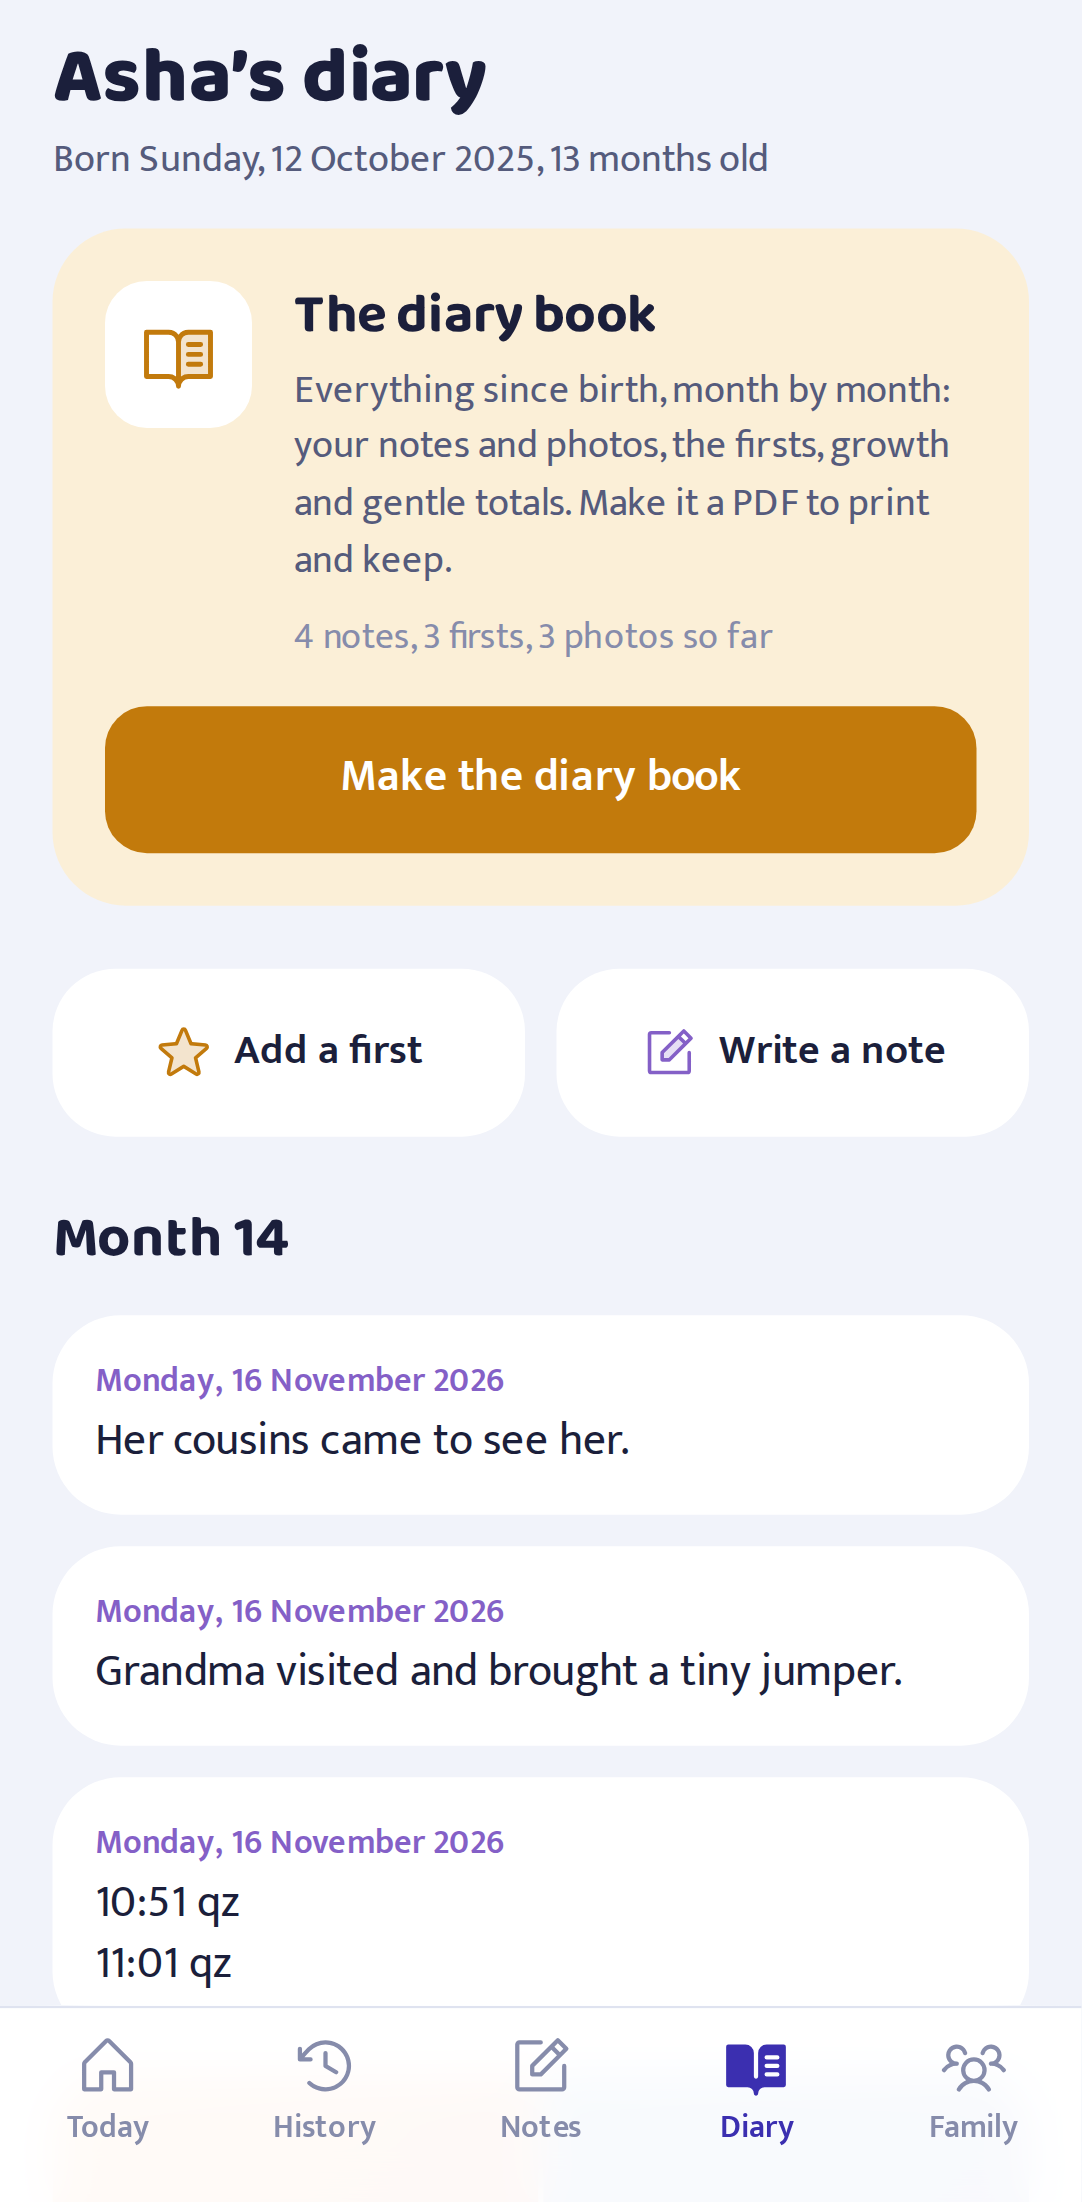 Asha's diary
Born Sunday, 12 October 2025, 13 months old
The diary book
Everything since birth, month by month:
your notes and photos, the firsts, growth
and gentle totals. Make it a PDF to print
and keep.
4 notes, 3 firsts, 3 photos so far
Make the diary book
Add a first
Write a note
Month 14
Monday, 16 November 2026
Her cousins came to see her.
Monday, 16 November 2026
Grandma visited and brought a tiny jumper.
Monday, 16 November 2026
10:51 qz
11:01 qz
Today
History
Notes
Diary
Family